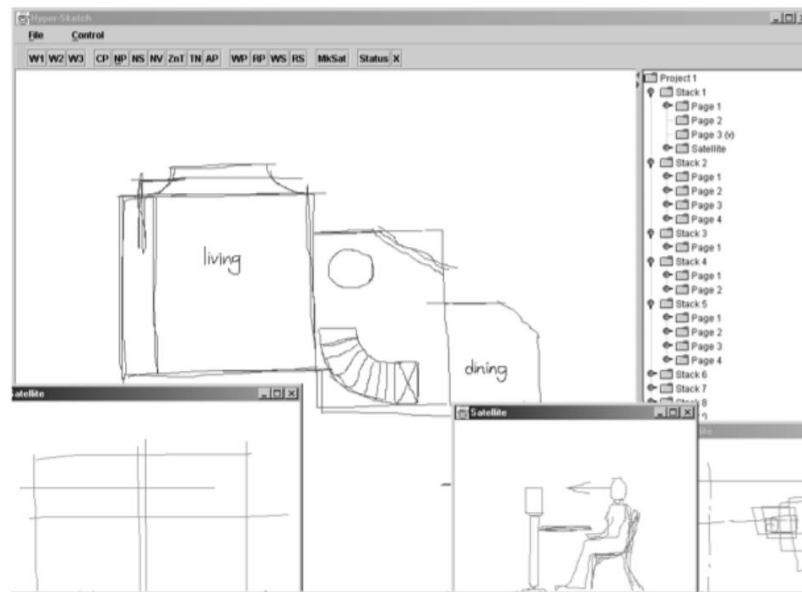 Hyper-Sketch
File Control
W1 W2 W3 CP NP NS NV ZnT TN AP WP RP WS RS MkSat Status X
living
dining
Project 1
Stack 1
Page 1
Page 2
Page 3 (v)
Satellite
Stack 2
Page 1
Page 2
Page 3
Page 4
Stack 3
Page 1
Stack 4
Page 1
Page 2
Stack 5
Page 1
Page 2
Page 3
Page 4
Stack 6
Stack 7
Stack 8
atellite
Satellite